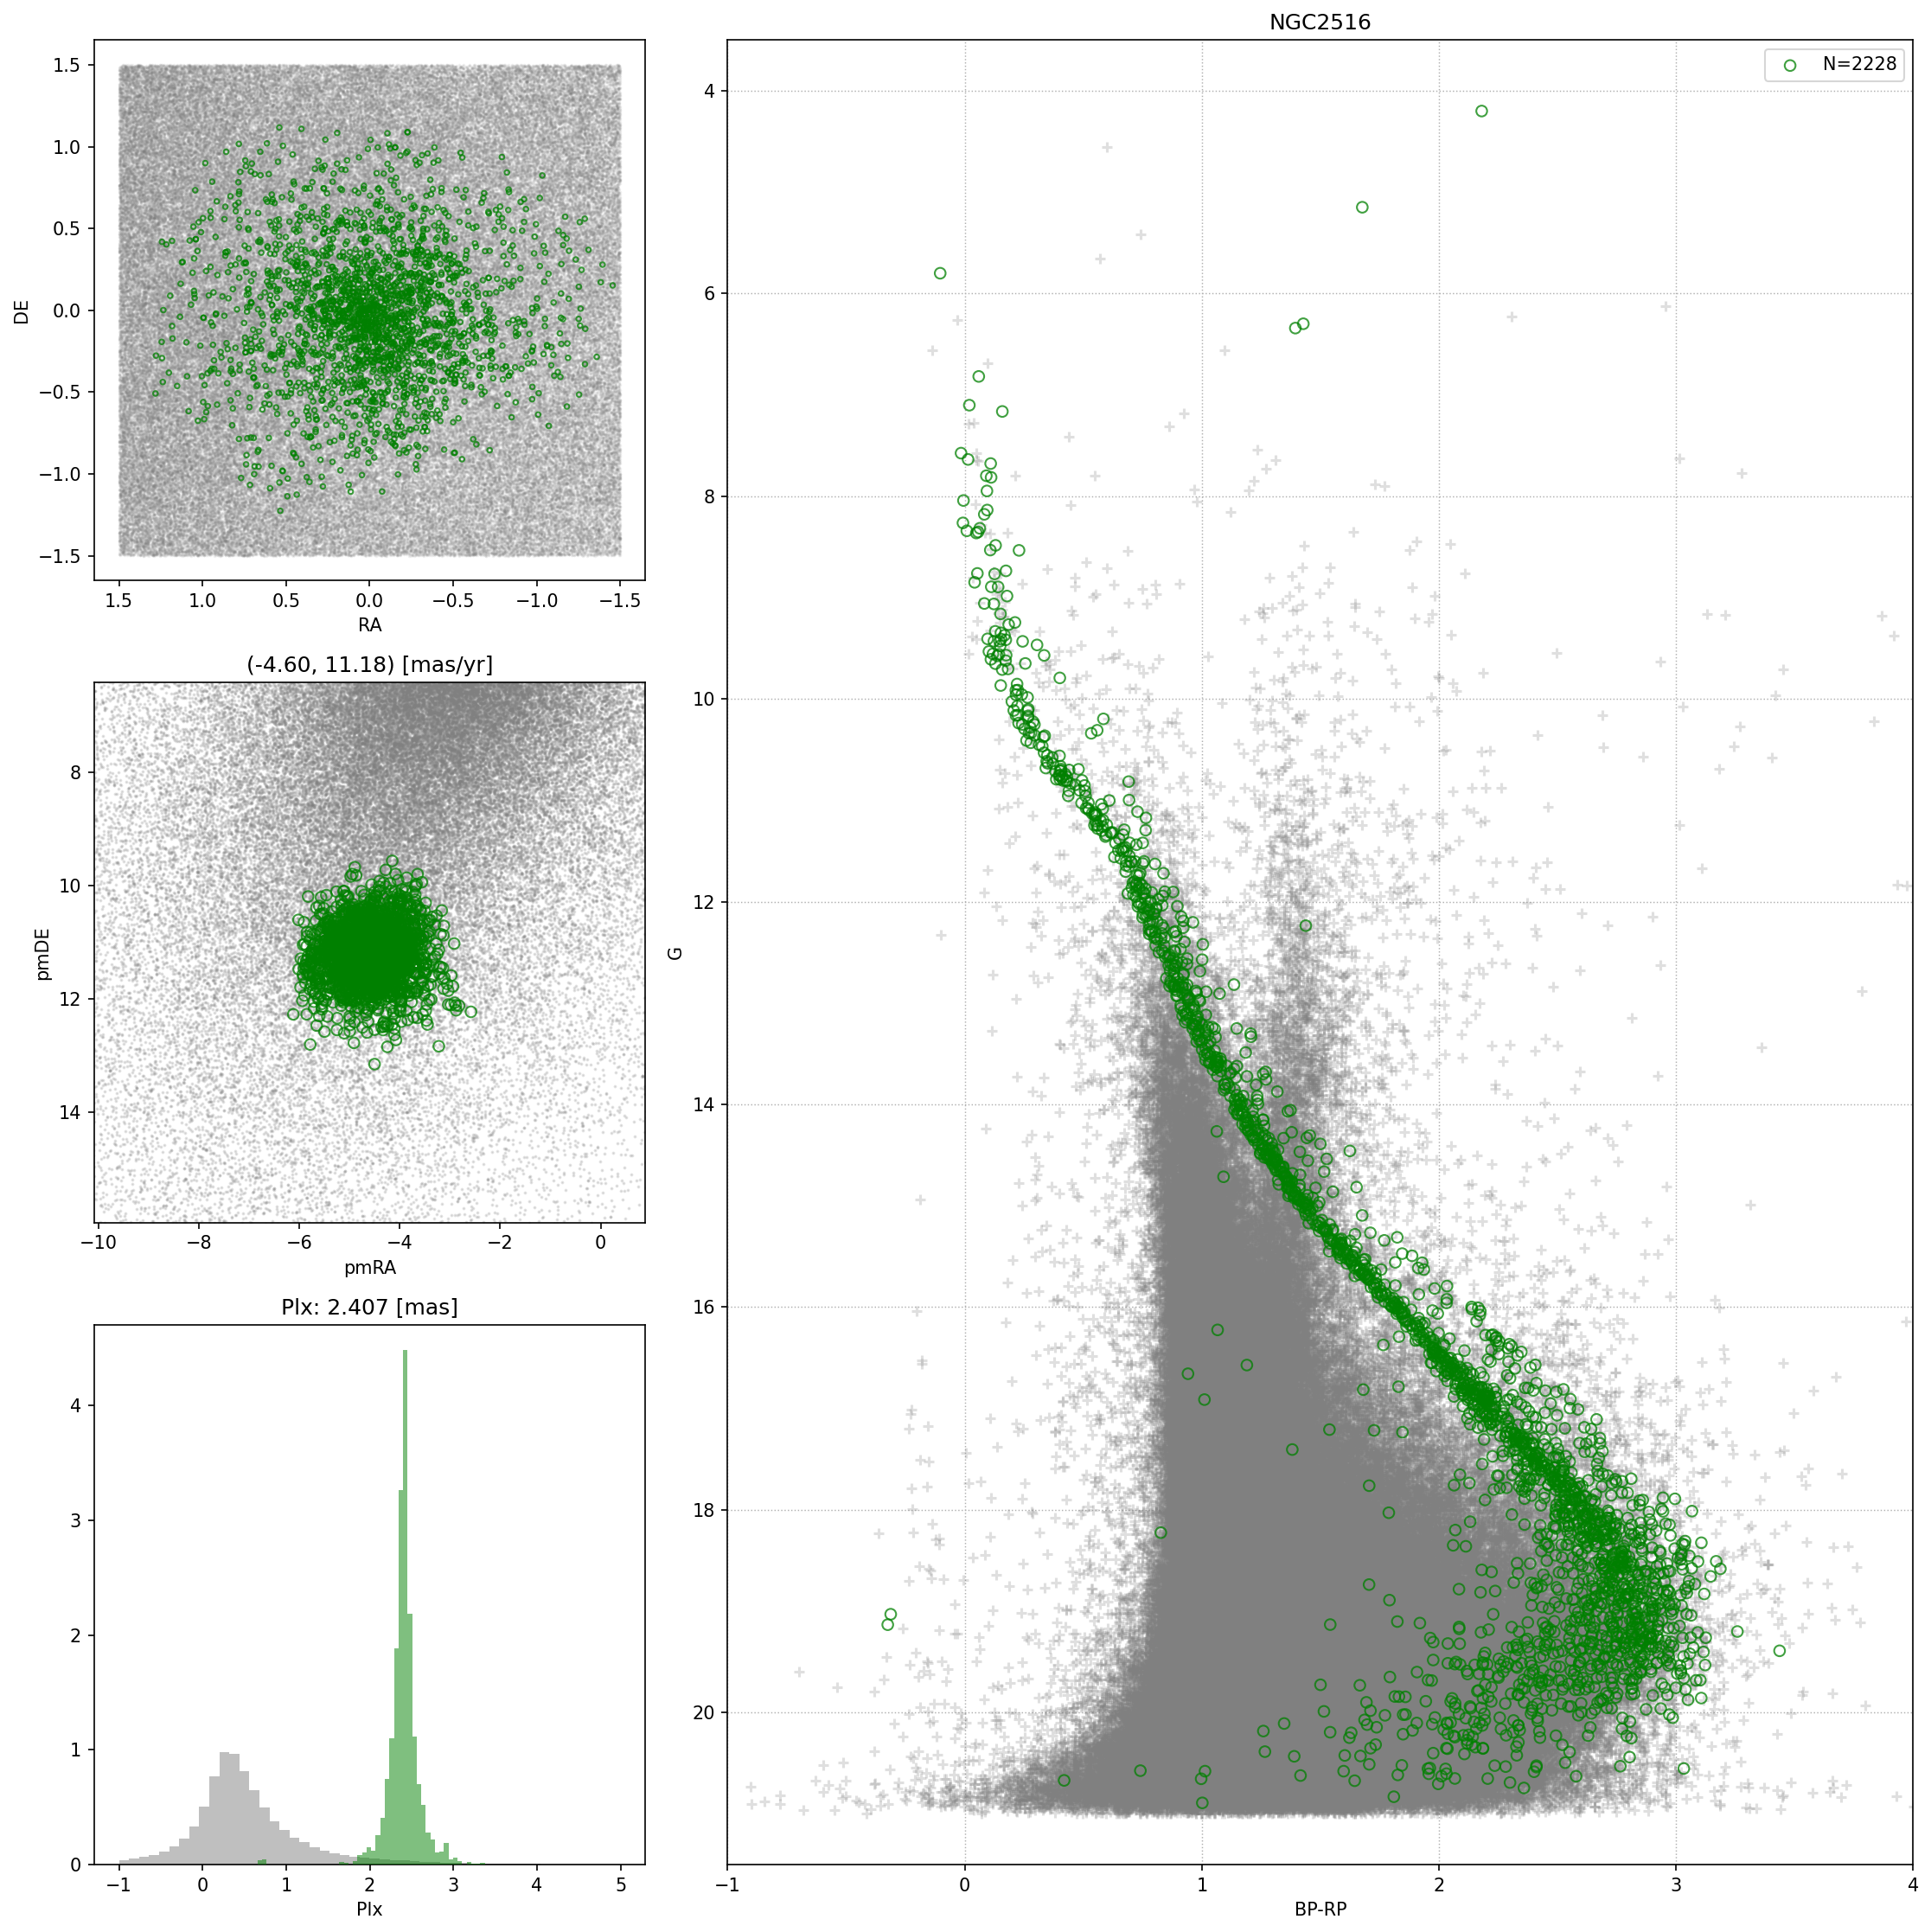 1.5
1.0
0.5
0.0
−0.5
−1.0
−1.5
DE
1.5 1.0 0.5 0.0 −0.5 −1.0 −1.5
RA
(-4.60, 11.18) [mas/yr]
8
10
12
14
pmDE
−10 −8 −6 −4 −2 0
pmRA
Plx: 2.407 [mas]
4
3
2
1
0
−1 0 1 2 3 4 5
Plx
NGC2516
N=2228
4
6
8
10
12
14
16
18
20
G
−1 0 1 2 3 4
BP-RP